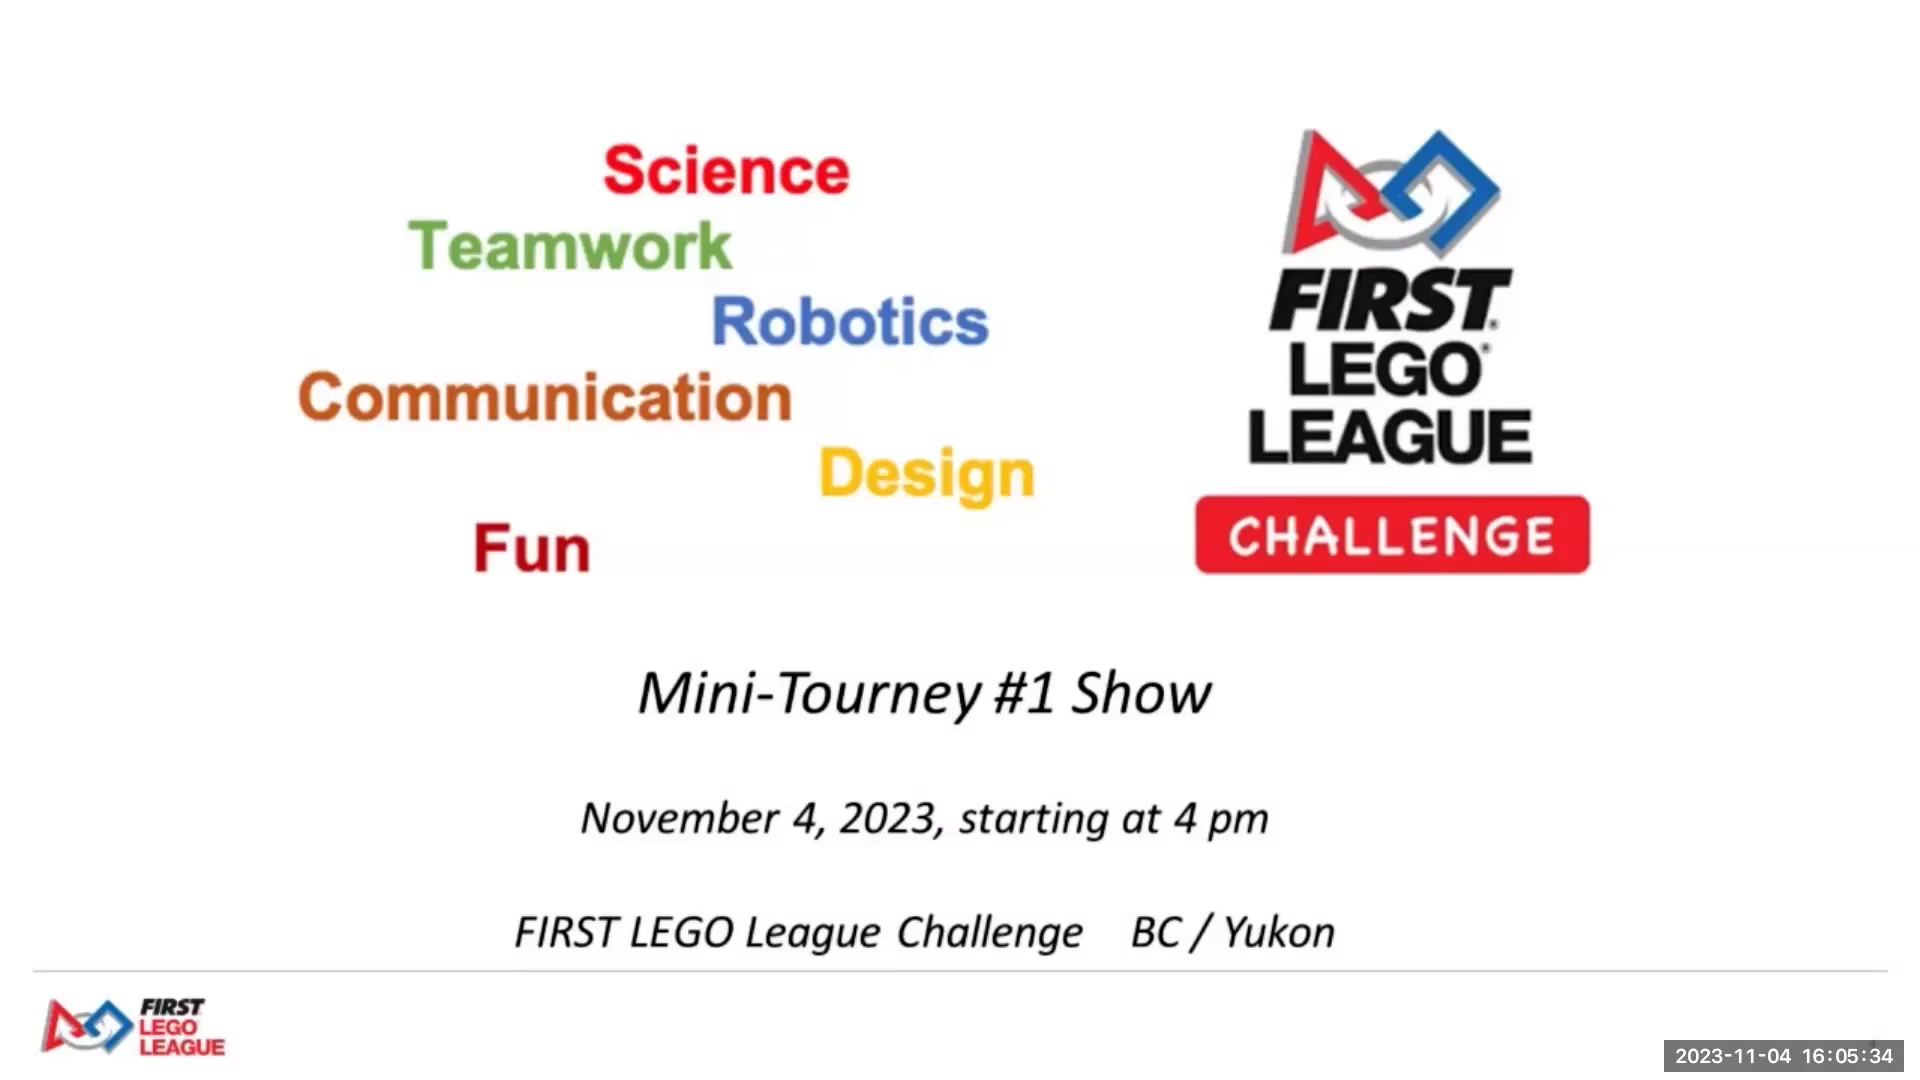 Science
Teamwork
Robotics
Communication
Design
Fun
FIRST®
LEGO®
LEAGUE
CHALLENGE
Mini-Tourney #1 Show
November 4, 2023, starting at 4 pm
FIRST LEGO League Challenge BC / Yukon
FIRST
LEGO
LEAGUE
2023-11-04 16:05:34